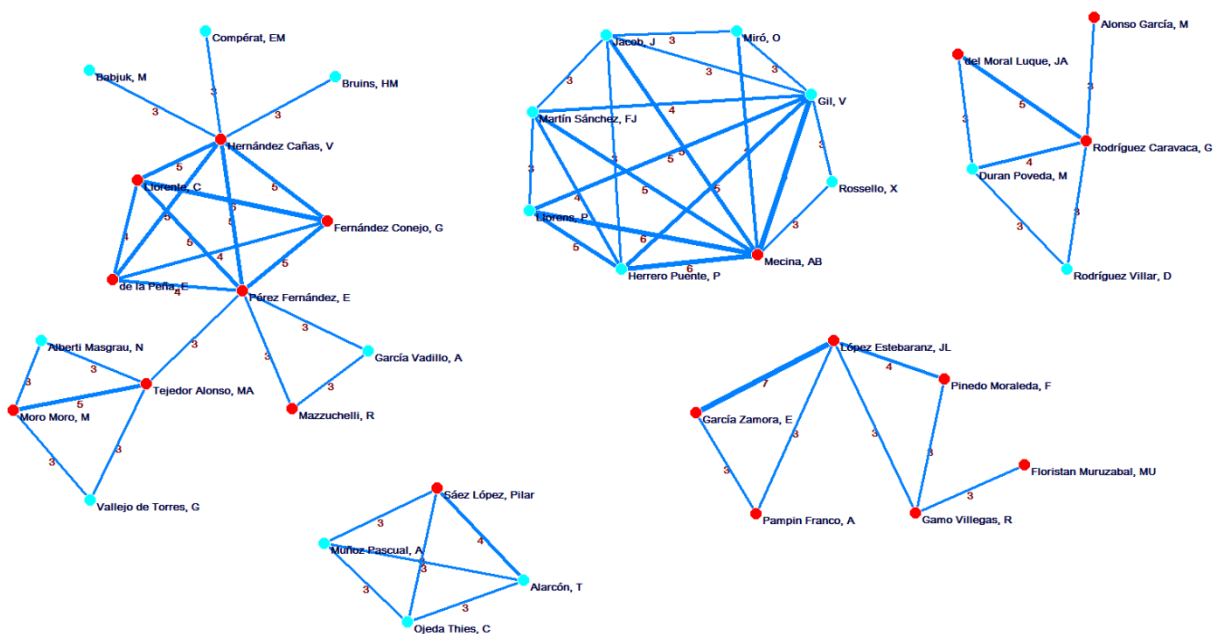 Compérat, EM
Babjuk, M
Bruins, HM
3
3
3
Hernández Cañas, V
5
5
Llorente, C
6
5
5
Fernández Conejo, G
4
5
4
5
de la Peña, E
4
Pérez Fernández, E
3
3
3
García Vadillo, A
3
Mazzuchelli, R
Alberti Masgrau, N
3
3
Tejedor Alonso, MA
5
Moro Moro, M
3
3
Vallejo de Torres, G
Jacob, J
3
Miró, O
3
3
3
Gil, V
4
Martín Sánchez, FJ
3
3
4
5
3
5
5
Rossello, X
4
Llorens, P
6
3
5
6
Mecina, AB
Herrero Puente, P
Alonso García, M
del Moral Luque, JA
3
5
Rodríguez Caravaca, G
3
4
Duran Poveda, M
3
3
Rodríguez Villar, D
López Estebaranz, JL
4
Pinedo Moraleda, F
7
García Zamora, E
3
3
3
3
Floristan Muruzabal, MU
3
Pampin Franco, A
Gamo Villegas, R
Sáez López, Pilar
3
4
Muñoz Pascual, A
3
Alarcón, T
3
3
Ojeda Thies, C